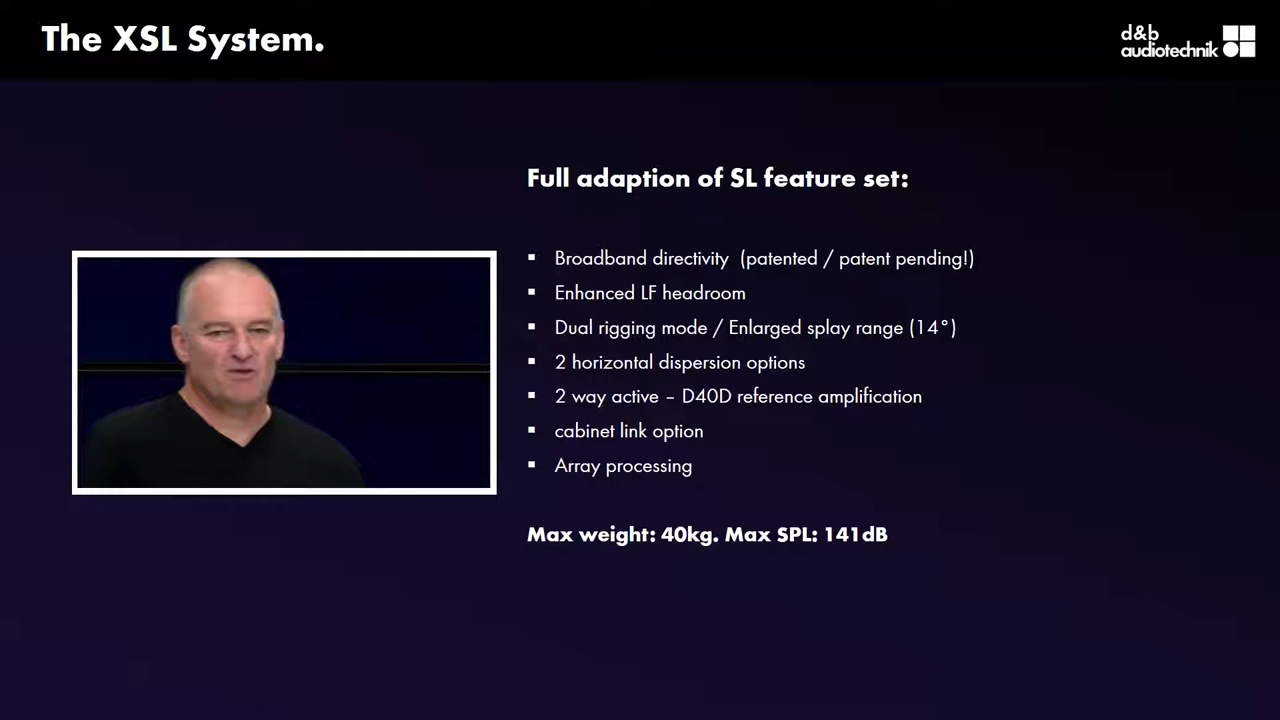 The XSL System.
d&b
audiotechnik
Full adaption of SL feature set:
▪ Broadband directivity (patented / patent pending!)
▪ Enhanced LF headroom
▪ Dual rigging mode / Enlarged splay range (14°)
▪ 2 horizontal dispersion options
▪ 2 way active – D40D reference amplification
▪ cabinet link option
▪ Array processing
Max weight: 40kg. Max SPL: 141dB